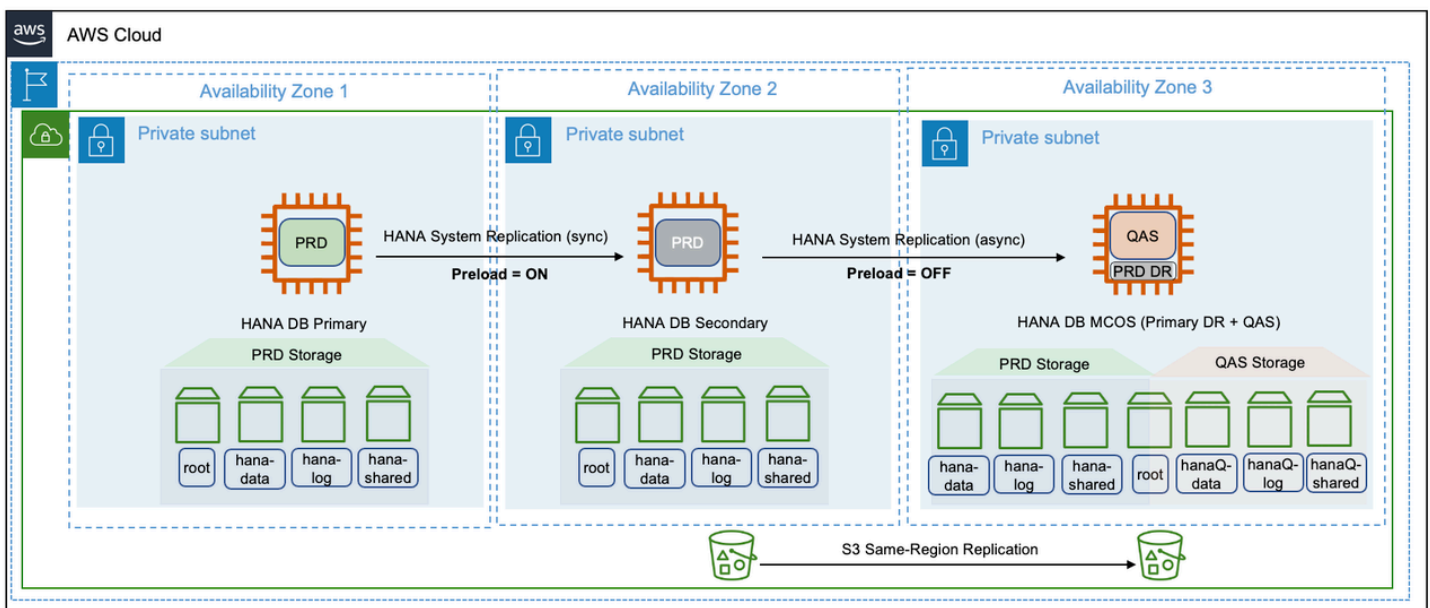 aws
AWS Cloud
Availability Zone 1
Availability Zone 2
Availability Zone 3
Private subnet
Private subnet
Private subnet
PRD
HANA System Replication (sync)
Preload = ON
PRD
HANA System Replication (async)
Preload = OFF
QAS
PRD DR
HANA DB Primary
HANA DB Secondary
HANA DB MCOS (Primary DR + QAS)
PRD Storage
PRD Storage
PRD Storage
QAS Storage
root
hana-
data
hana-
log
hana-
shared
root
hana-
data
hana-
log
hana-
shared
hana-
data
hana-
log
hana-
shared
root
hanaQ-
data
hanaQ-
log
hanaQ-
shared
S3 Same-Region Replication